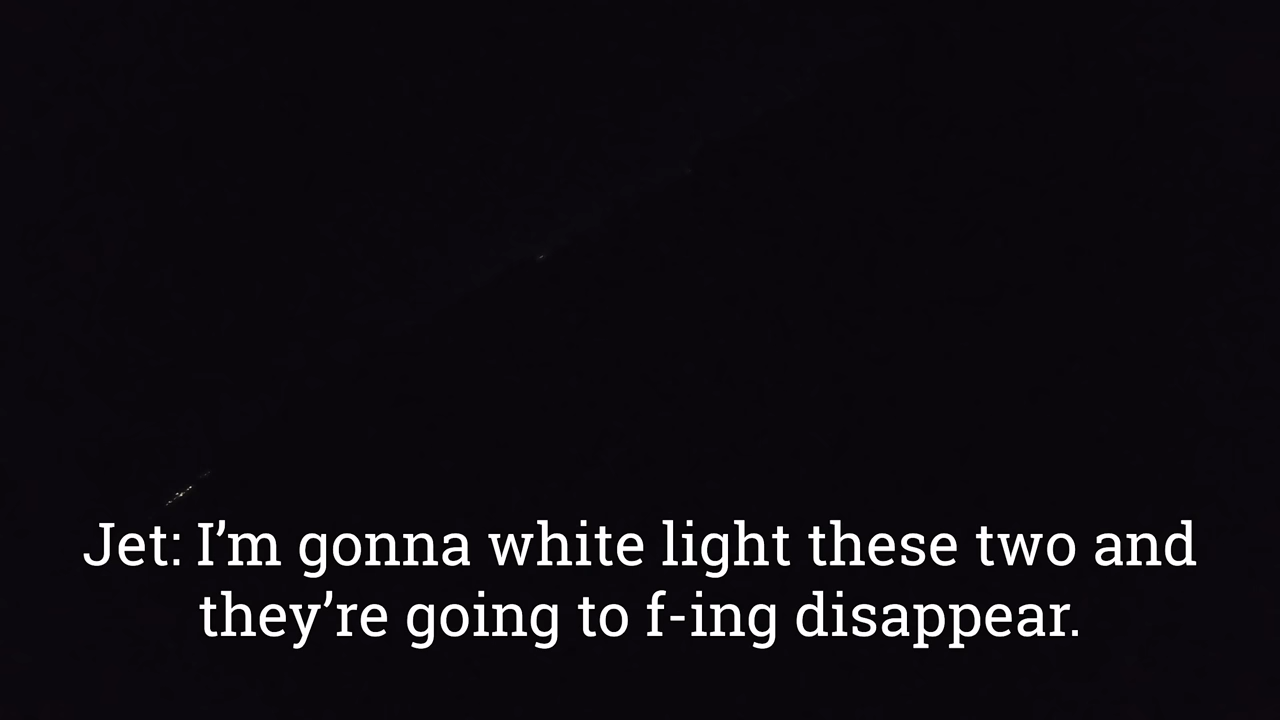 Jet: I’m gonna white light these two and
they’re going to f-ing disappear.